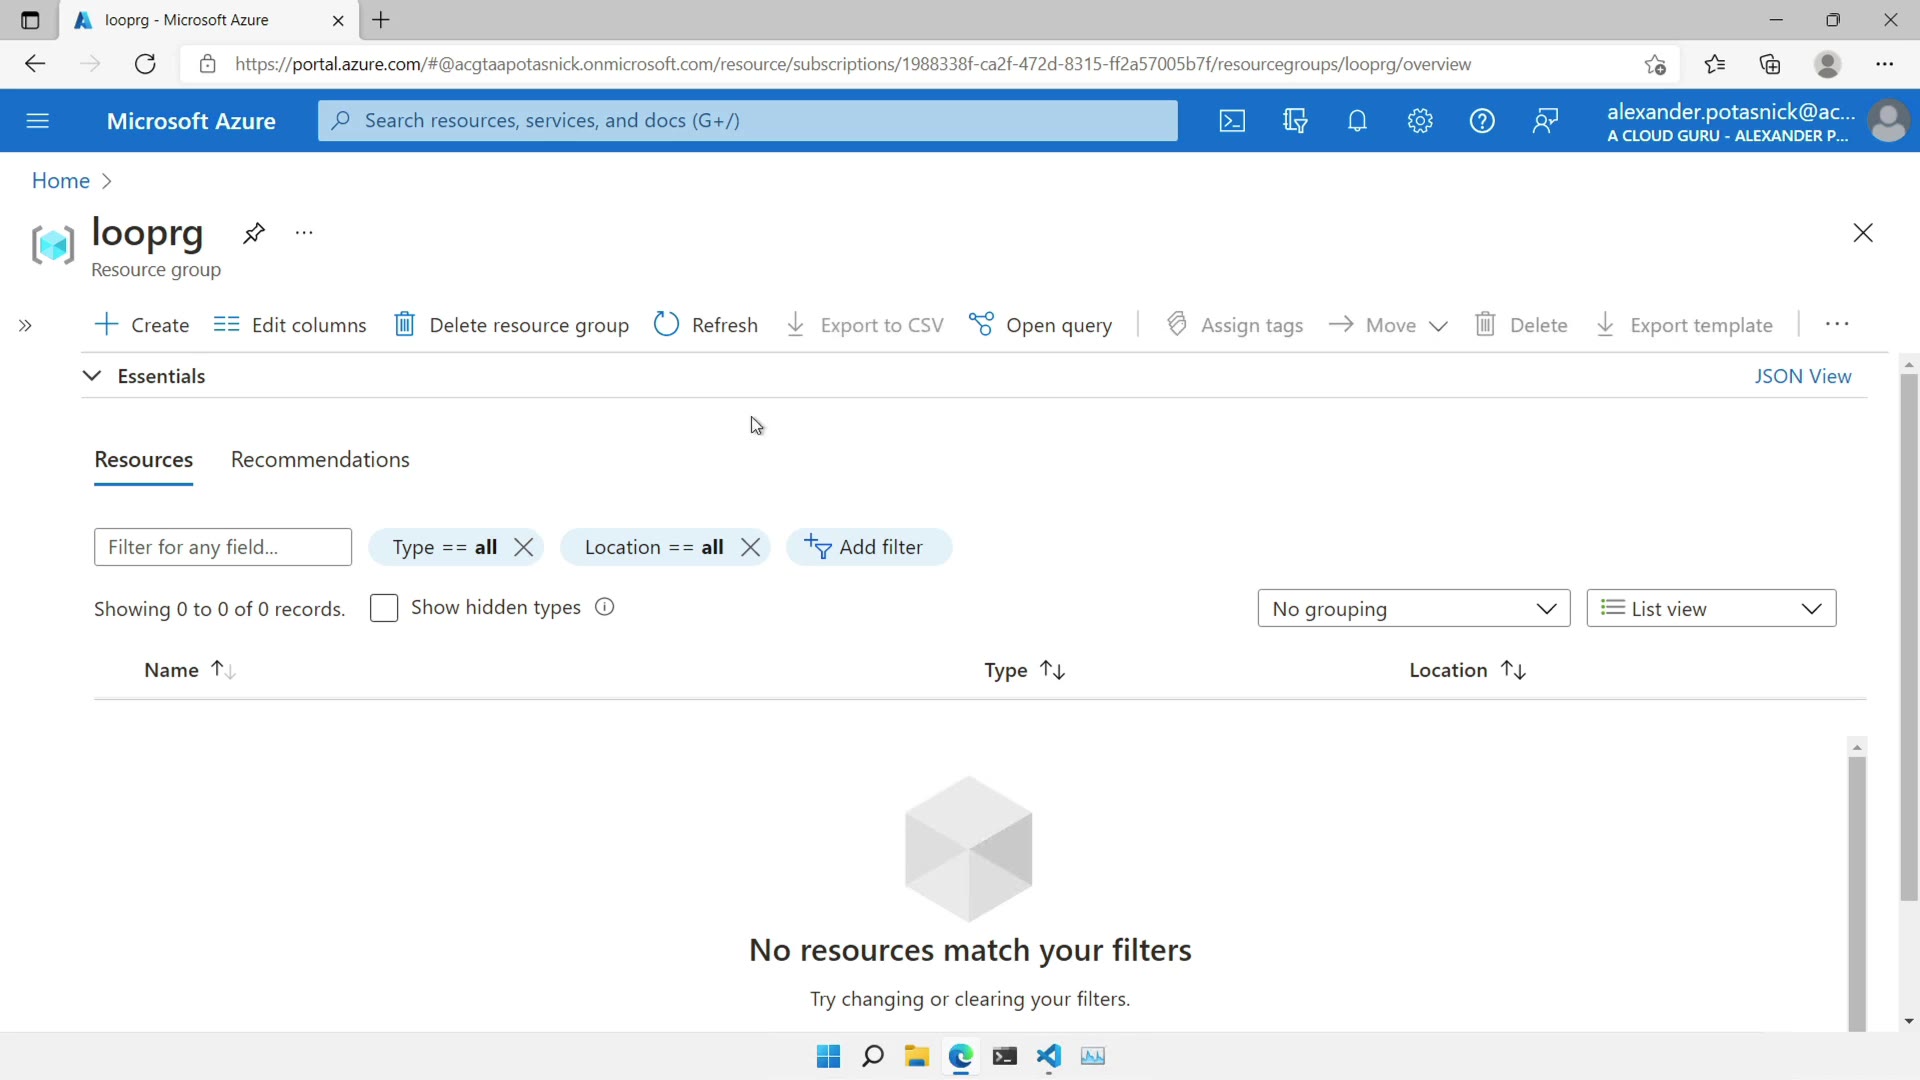 looprg - Microsoft Azure
https://portal.azure.com/#@acgtaapotasnick.onmicrosoft.com/resource/subscriptions/1988338f-ca2f-472d-8315-ff2a57005b7f/resourcegroups/looprg/overview
Microsoft Azure
Search resources, services, and docs (G+/)
alexander.potasnick@ac...
A CLOUD GURU - ALEXANDER P...
Home
looprg
Resource group
Create
Edit columns
Delete resource group
Refresh
Export to CSV
Open query
Assign tags
Move
Delete
Export template
Essentials
JSON View
Resources
Recommendations
Filter for any field...
Type == all
Location == all
Add filter
Showing 0 to 0 of 0 records.
Show hidden types
No grouping
List view
Name
Type
Location
No resources match your filters
Try changing or clearing your filters.